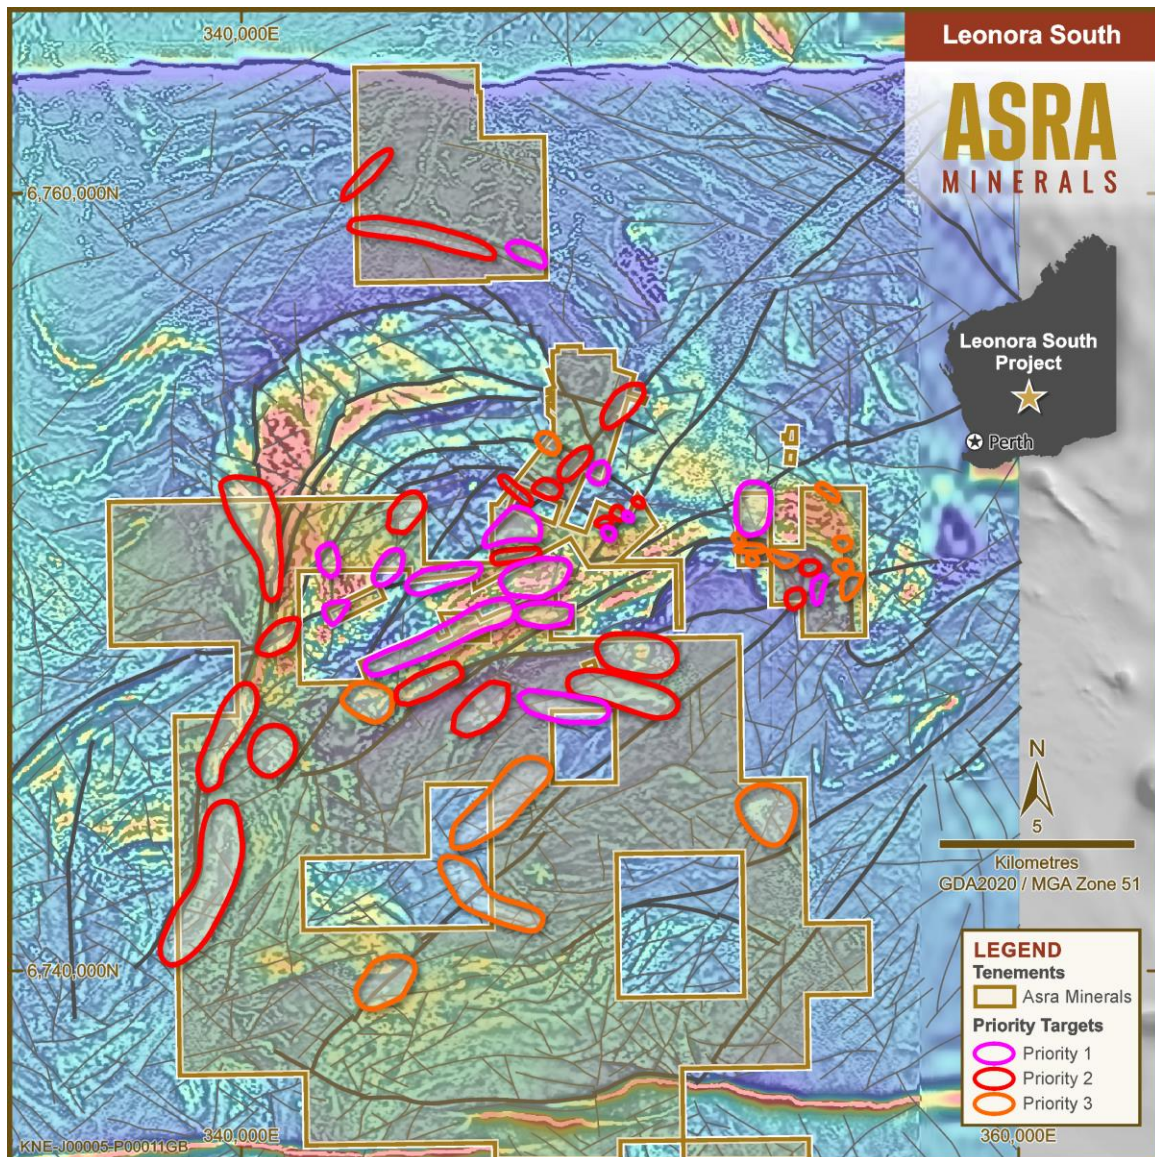 Leonora South
340,000E
ASRA
MINERALS
6,760,000N
Leonora South
Project
Perth
N
5
Kilometres
GDA2020 / MGA Zone 51
LEGEND
Tenements
Asra Minerals
Priority Targets
Priority 1
Priority 2
Priority 3
6,740,000N
340,000E
360,000E
KNE-J00005-P00011GB